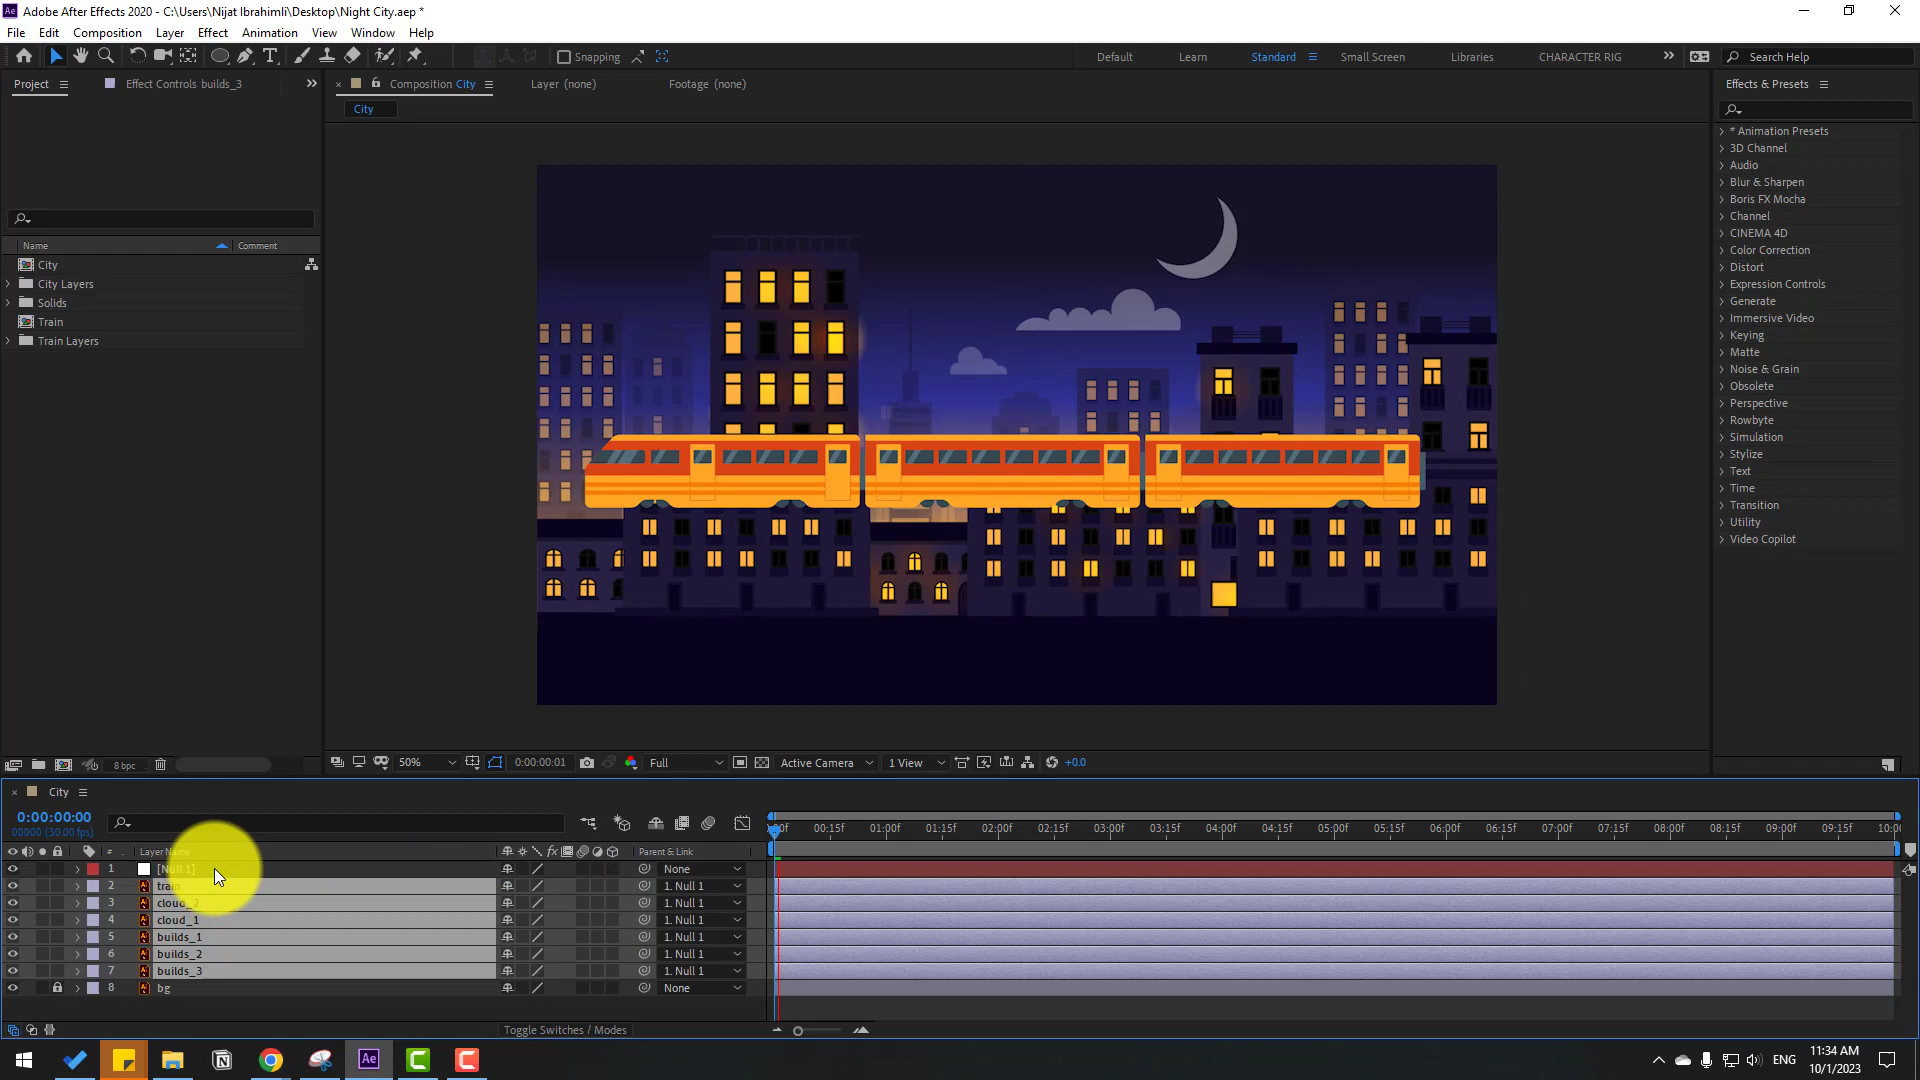 Adobe After Effects 2020 - C:\Users\Nijat Ibrahimli\Desktop\Night City.aep *
File Edit Composition Layer Effect Animation View Window Help
Snapping
Default Learn Standard Small Screen Libraries CHARACTER RIG Search Help
Project Effect Controls builds_3
Composition City Layer (none) Footage (none)
City
Effects & Presets
* Animation Presets
3D Channel
Audio
Blur & Sharpen
Boris FX Mocha
Channel
CINEMA 4D
Color Correction
Distort
Expression Controls
Generate
Immersive Video
Keying
Matte
Noise & Grain
Obsolete
Perspective
Rowbyte
Simulation
Stylize
Text
Time
Transition
Utility
Video Copilot
Name Comment
City
City Layers
Solids
Train
Train Layers
8 bpc
50% 0:00:00:01 Full Active Camera 1 View +0.0
City
0:00:00:00
00000 (30.00 fps)
:00f 00:15f 01:00f 01:15f 02:00f 02:15f 03:00f 03:15f 04:00f 04:15f 05:00f 05:15f 06:00f 06:15f 07:00f 07:15f 08:00f 08:15f 09:00f 09:15f 10:00
# Layer Name Parent & Link
1 [Null 1] None
2 train 1. Null 1
3 cloud_2 1. Null 1
4 cloud_1 1. Null 1
5 builds_1 1. Null 1
6 builds_2 1. Null 1
7 builds_3 1. Null 1
8 bg None
Toggle Switches / Modes
ENG
11:34 AM
10/1/2023